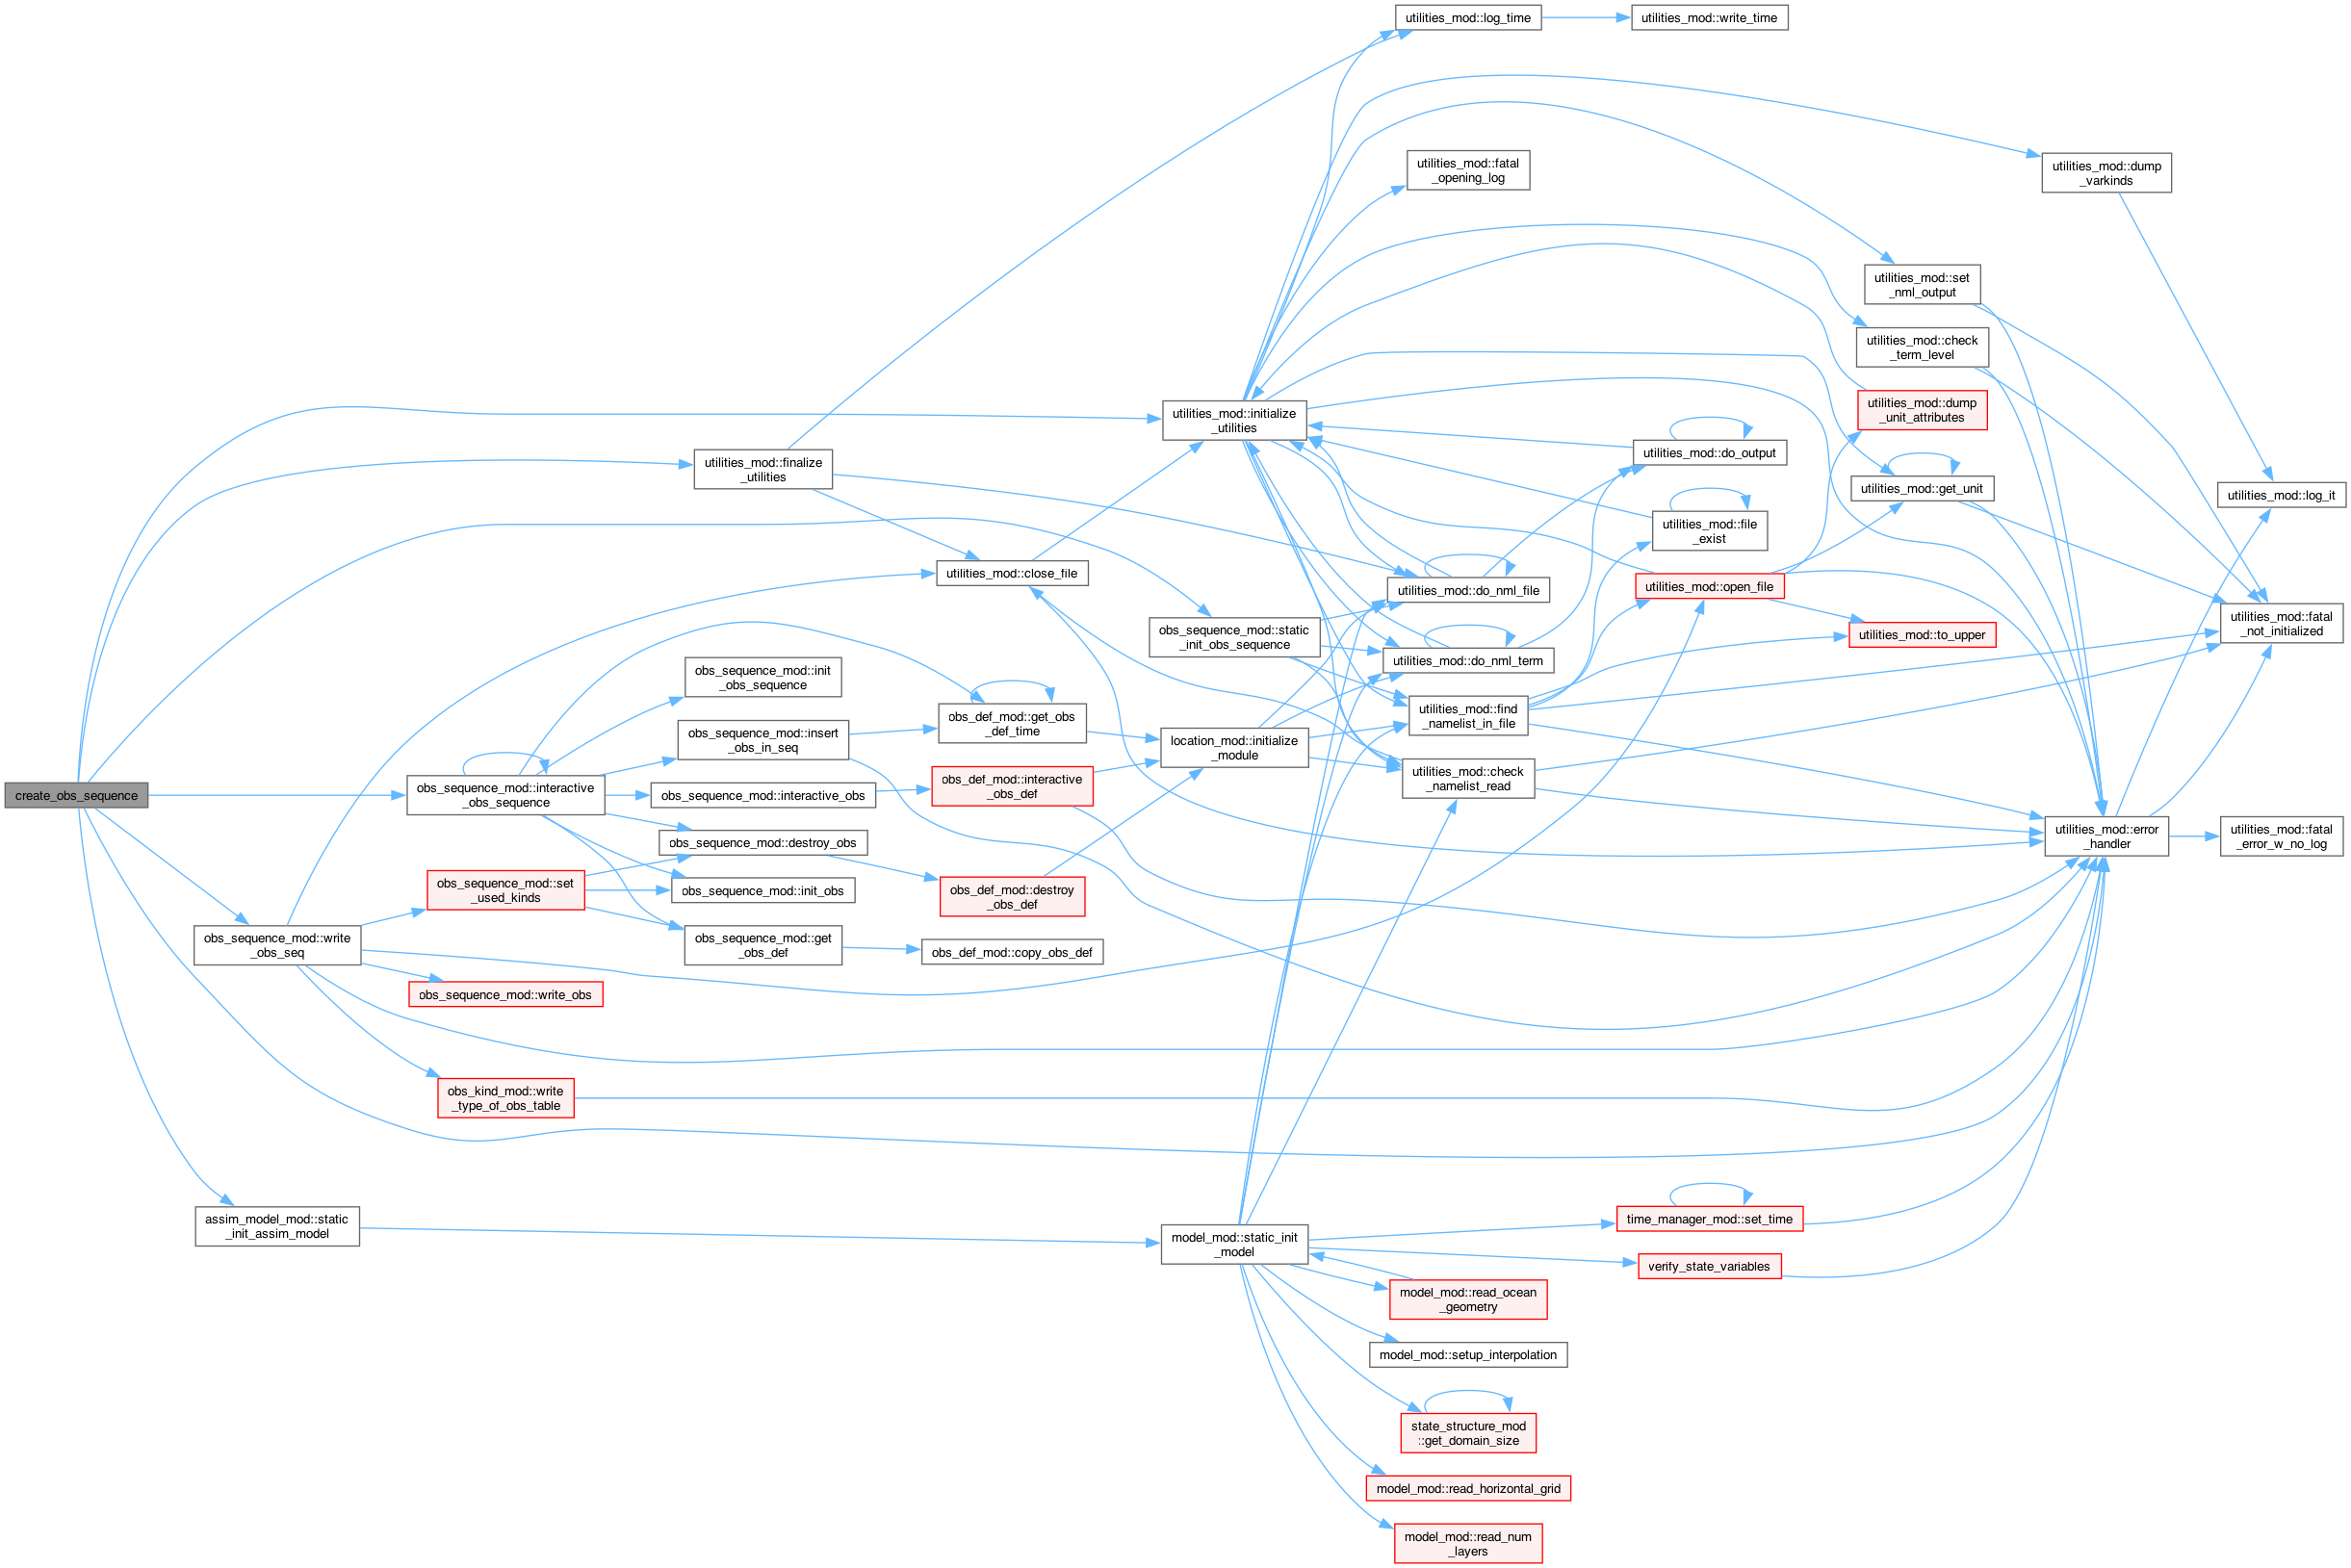 utilities_mod::log_time
utilities_mod::write_time
utilities_mod::fatal
_opening_log
utilities_mod::dump
_varkinds
utilities_mod::set
_nml_output
utilities_mod::check
_term_level
utilities_mod::dump
_unit_attributes
utilities_mod::initialize
_utilities
utilities_mod::do_output
utilities_mod::finalize
_utilities
utilities_mod::get_unit
utilities_mod::log_it
utilities_mod::file
_exist
utilities_mod::close_file
utilities_mod::do_nml_file
utilities_mod::open_file
utilities_mod::fatal
_not_initialized
obs_sequence_mod::static
_init_obs_sequence
utilities_mod::to_upper
utilities_mod::do_nml_term
obs_sequence_mod::init
_obs_sequence
utilities_mod::find
_namelist_in_file
obs_def_mod::get_obs
_def_time
obs_sequence_mod::insert
_obs_in_seq
location_mod::initialize
_module
utilities_mod::check
_namelist_read
obs_def_mod::interactive
_obs_def
create_obs_sequence
obs_sequence_mod::interactive
_obs_sequence
obs_sequence_mod::interactive_obs
utilities_mod::error
_handler
utilities_mod::fatal
_error_w_no_log
obs_sequence_mod::destroy_obs
obs_sequence_mod::set
_used_kinds
obs_sequence_mod::init_obs
obs_def_mod::destroy
_obs_def
obs_sequence_mod::write
_obs_seq
obs_sequence_mod::get
_obs_def
obs_def_mod::copy_obs_def
obs_sequence_mod::write_obs
obs_kind_mod::write
_type_of_obs_table
assim_model_mod::static
_init_assim_model
time_manager_mod::set_time
model_mod::static_init
_model
verify_state_variables
model_mod::read_ocean
_geometry
model_mod::setup_interpolation
state_structure_mod
::get_domain_size
model_mod::read_horizontal_grid
model_mod::read_num
_layers